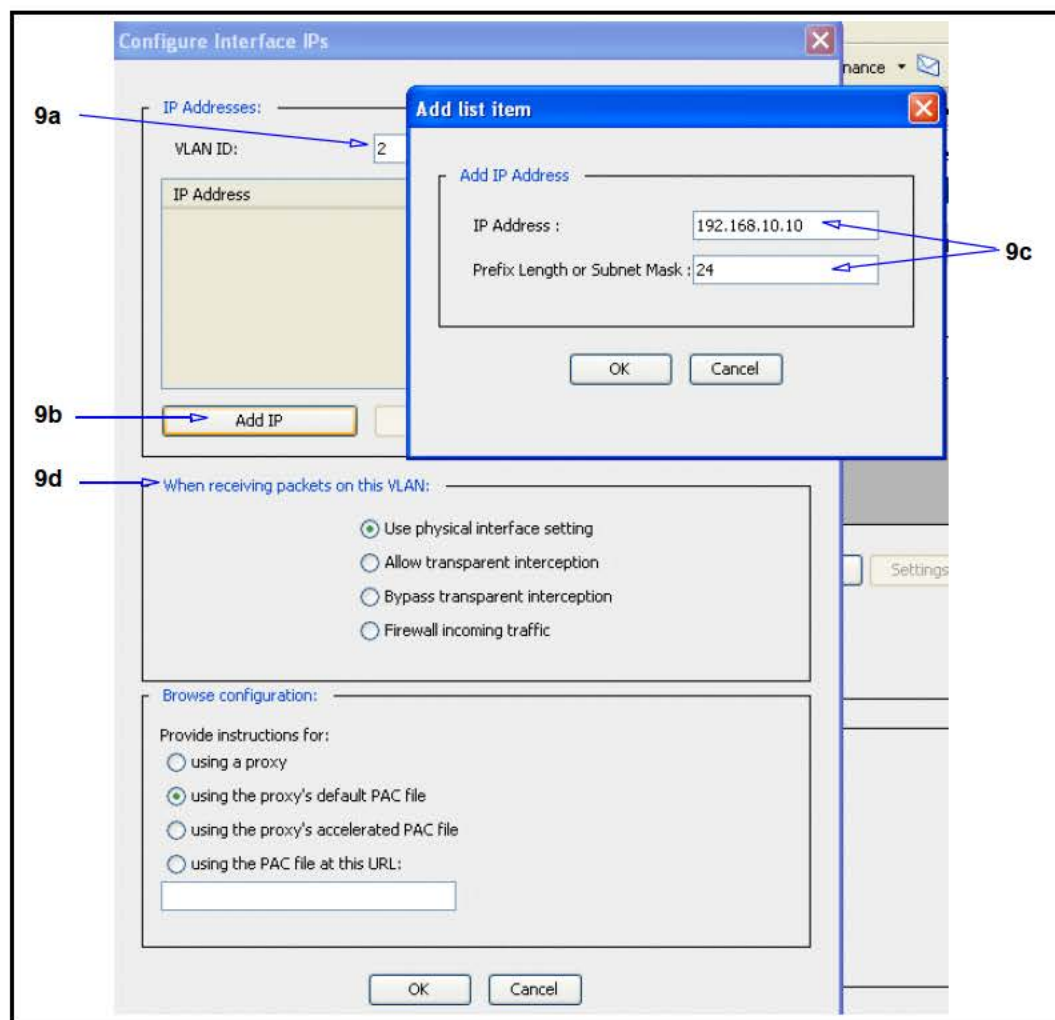 Configure Interface IPs
nance
9a
IP Addresses:
Add list item
VLAN ID:
2
Add IP Address
IP Address
IP Address :
192.168.10.10
9c
Prefix Length or Subnet Mask :
24
OK
Cancel
9b
Add IP
9d
When receiving packets on this VLAN:
Use physical interface setting
Allow transparent interception
Settings
Bypass transparent interception
Firewall incoming traffic
Browse configuration:
Provide instructions for:
using a proxy
using the proxy's default PAC file
using the proxy's accelerated PAC file
using the PAC file at this URL:
OK
Cancel